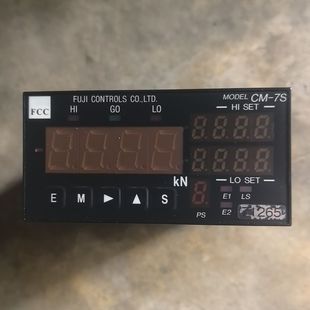 FCC
FUJI CONTROLS CO.,LTD.
MODEL CM-7S
HI GO LO
HI SET
kN
LO SET
E M ▶ ▲ S
PS
E1 LS
E2
1265